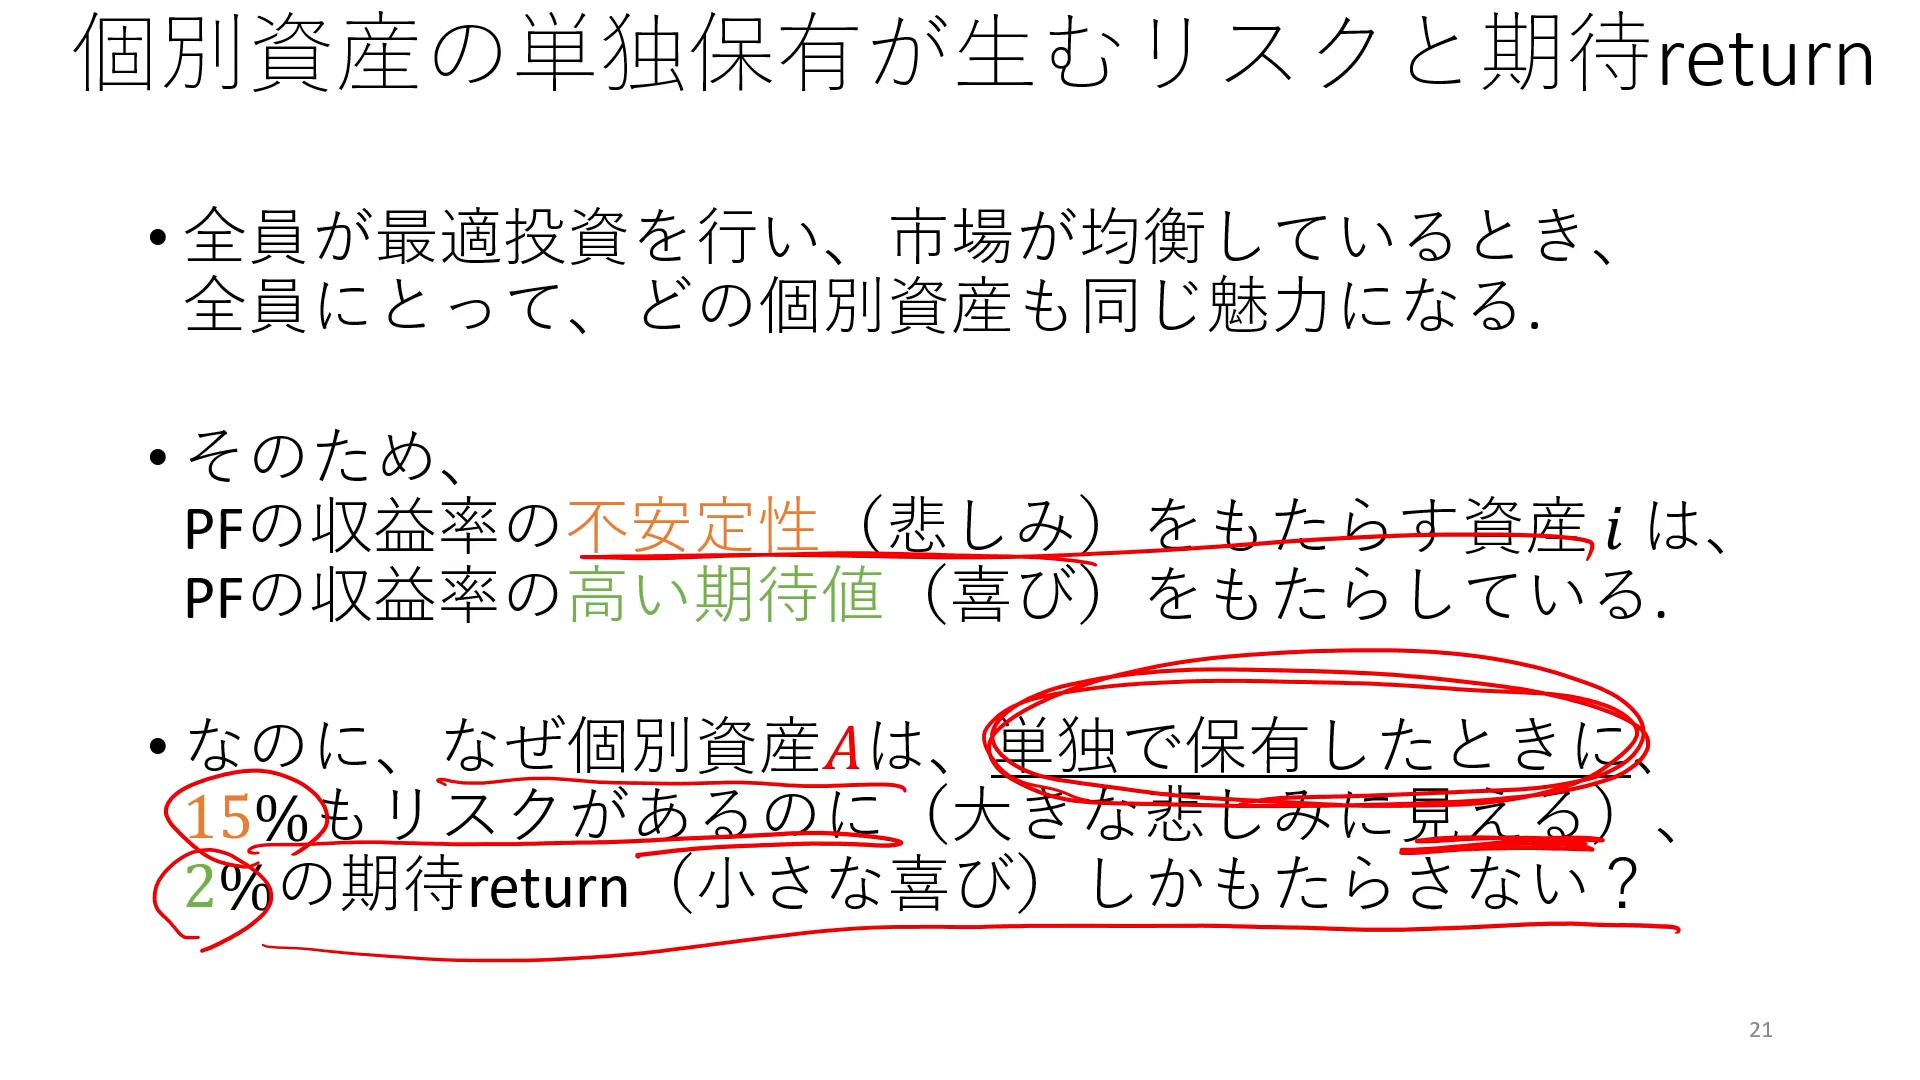 個別資産の単独保有が生むリスクと期待return
• 全員が最適投資を行い、市場が均衡しているとき、
全員にとって、どの個別資産も同じ魅力になる.
• そのため、
PFの収益率の不安定性（悲しみ）をもたらす資産 i は、
PFの収益率の高い期待値（喜び）をもたらしている.
• なのに、なぜ個別資産Aは、単独で保有したときに、
15%もリスクがあるのに（大きな悲しみに見える）、
2%の期待return（小さな喜び）しかもたらさない？
21